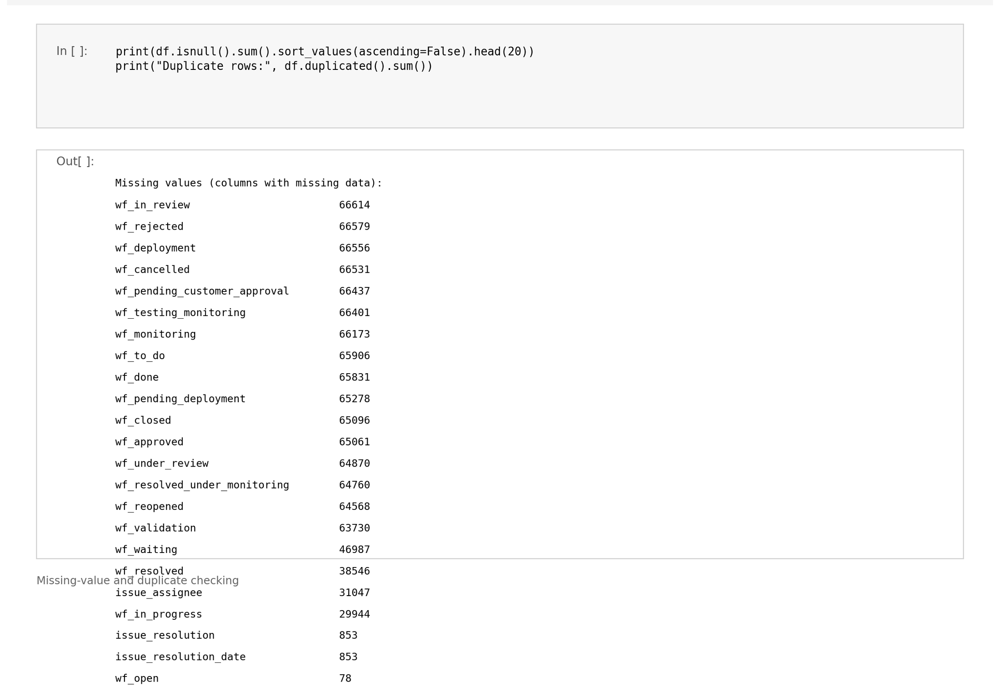 In [ ]: print(df.isnull().sum().sort_values(ascending=False).head(20))
print("Duplicate rows:", df.duplicated().sum())
Out[ ]:
Missing values (columns with missing data):
wf_in_review 66614
wf_rejected 66579
wf_deployment 66556
wf_cancelled 66531
wf_pending_customer_approval 66437
wf_testing_monitoring 66401
wf_monitoring 66173
wf_to_do 65906
wf_done 65831
wf_pending_deployment 65278
wf_closed 65096
wf_approved 65061
wf_under_review 64870
wf_resolved_under_monitoring 64760
wf_reopened 64568
wf_validation 63730
wf_waiting 46987
wf_resolved 38546
Missing-value and duplicate checking
issue_assignee 31047
wf_in_progress 29944
issue_resolution 853
issue_resolution_date 853
wf_open 78